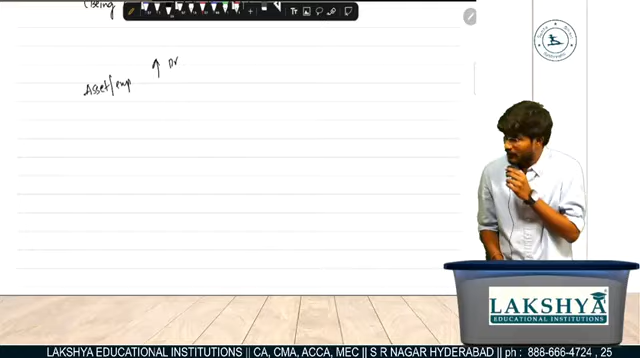 (Being
Tr
↑ Dr
Asset/exp
LAKSHYA
EDUCATIONAL INSTITUTIONS
LAKSHYA EDUCATIONAL INSTITUTIONS || CA, CMA, ACCA, MEC || S R NAGAR HYDERABAD || ph : 888-666-4724 , 25